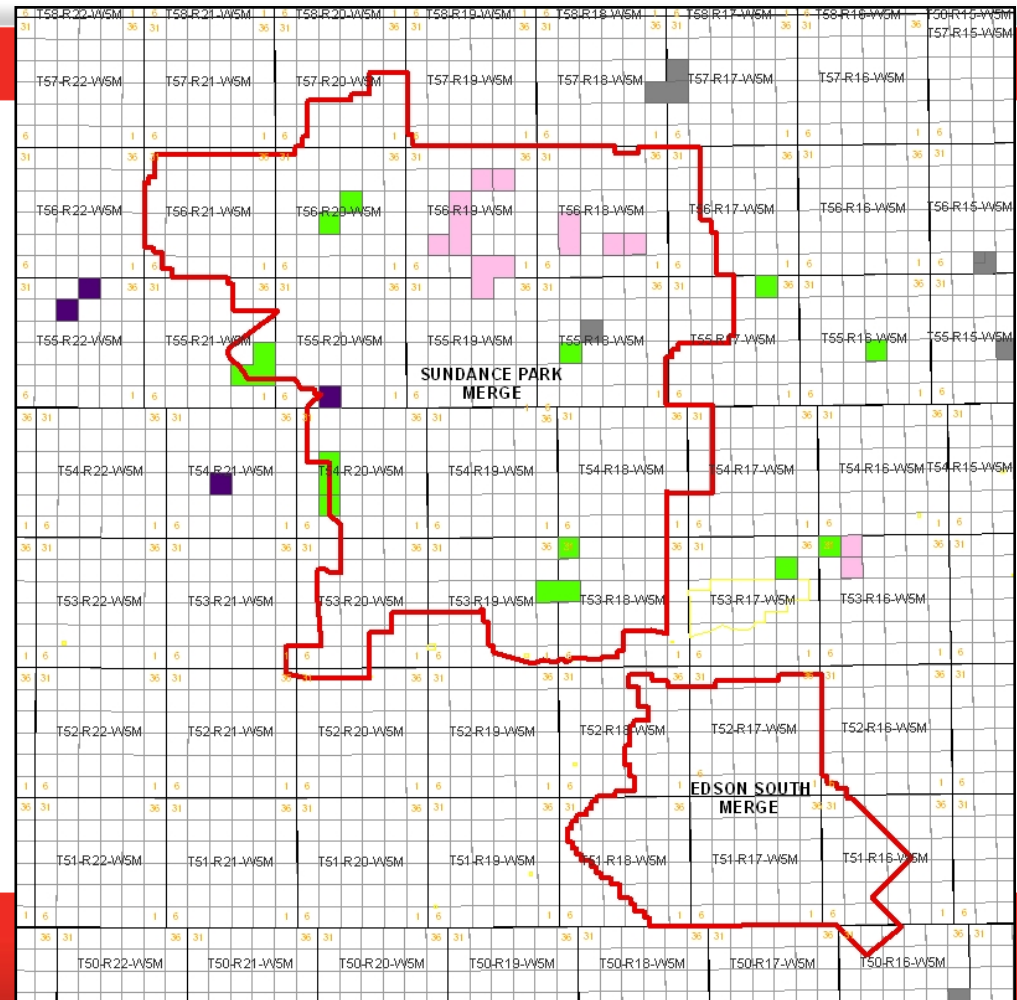 T58-R22-W5M T58-R21-W5M T58-R20-W5M T58-R19-W5M T58-R18-W5M T58-R17-W5M T58-R16-W5M T58-R15-W5M
T57-R15-W5M
T57-R22-W5M T57-R21-W5M T57-R20-W5M T57-R19-W5M T57-R18-W5M T57-R17-W5M T57-R16-W5M
T56-R22-W5M T56-R21-W5M T56-R20-W5M T56-R19-W5M T56-R18-W5M T56-R17-W5M T56-R16-W5M T56-R15-W5M
T55-R22-W5M T55-R21-W5M T55-R20-W5M T55-R19-W5M T55-R18-W5M T55-R17-W5M T55-R16-W5M T55-R15-W5M
SUNDANCE PARK
MERGE
T54-R22-W5M T54-R21-W5M T54-R20-W5M T54-R19-W5M T54-R18-W5M T54-R17-W5M T54-R16-W5M T54-R15-W5M
T53-R22-W5M T53-R21-W5M T53-R20-W5M T53-R19-W5M T53-R18-W5M T53-R17-W5M T53-R16-W5M
T52-R22-W5M T52-R21-W5M T52-R20-W5M T52-R19-W5M T52-R18-W5M T52-R17-W5M T52-R16-W5M
EDSON SOUTH
MERGE
T51-R22-W5M T51-R21-W5M T51-R20-W5M T51-R19-W5M T51-R18-W5M T51-R17-W5M T51-R16-W5M
T50-R22-W5M T50-R21-W5M T50-R20-W5M T50-R19-W5M T50-R18-W5M T50-R17-W5M T50-R16-W5M